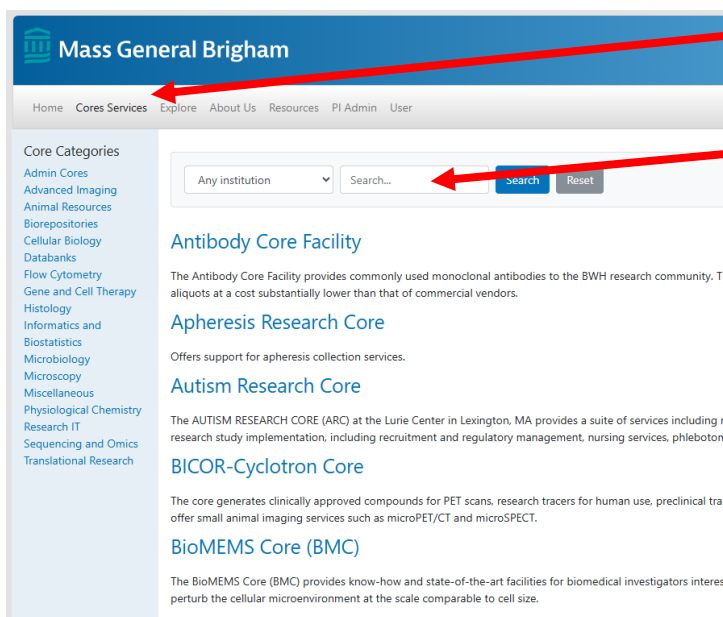 Mass General Brigham
Home Cores Services Explore About Us Resources PI Admin User
Core Categories
Admin Cores
Advanced Imaging
Animal Resources
Biorepositories
Cellular Biology
Databanks
Flow Cytometry
Gene and Cell Therapy
Histology
Informatics and
Biostatistics
Microbiology
Microscopy
Miscellaneous
Physiological Chemistry
Research IT
Sequencing and Omics
Translational Research
Any institution Search... Search Reset
Antibody Core Facility
The Antibody Core Facility provides commonly used monoclonal antibodies to the BWH research community.
aliquots at a cost substantially lower than that of commercial vendors.
Apheresis Research Core
Offers support for apheresis collection services.
Autism Research Core
The AUTISM RESEARCH CORE (ARC) at the Lurie Center in Lexington, MA provides a suite of services including
research study implementation, including recruitment and regulatory management, nursing services,
BICOR-Cyclotron Core
The core generates clinically approved compounds for PET scans, research tracers for human use, preclinical
offer small animal imaging services such as microPET/CT and microSPECT.
BioMEMS Core (BMC)
The BioMEMS Core (BMC) provides know-how and state-of-the-art facilities for biomedical investigators
perturb the cellular microenvironment at the scale comparable to cell size.